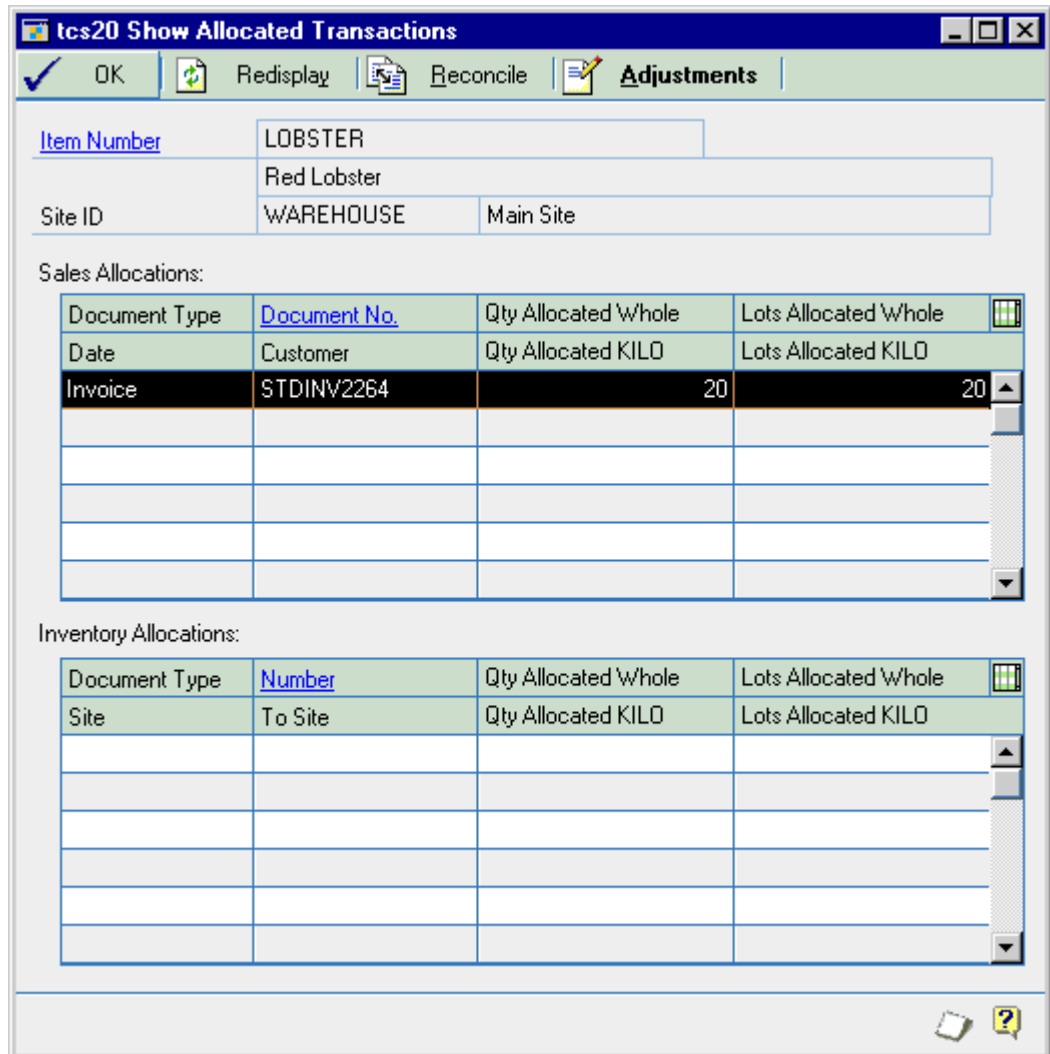 tcs20 Show Allocated Transactions
OK Redisplay Reconcile Adjustments
Item Number LOBSTER
Red Lobster
Site ID WAREHOUSE Main Site
Sales Allocations:
Document Type Document No. Qty Allocated Whole Lots Allocated Whole
Date Customer Qty Allocated KILO Lots Allocated KILO
Invoice STDINV2264 20 20
Inventory Allocations:
Document Type Number Qty Allocated Whole Lots Allocated Whole
Site To Site Qty Allocated KILO Lots Allocated KILO